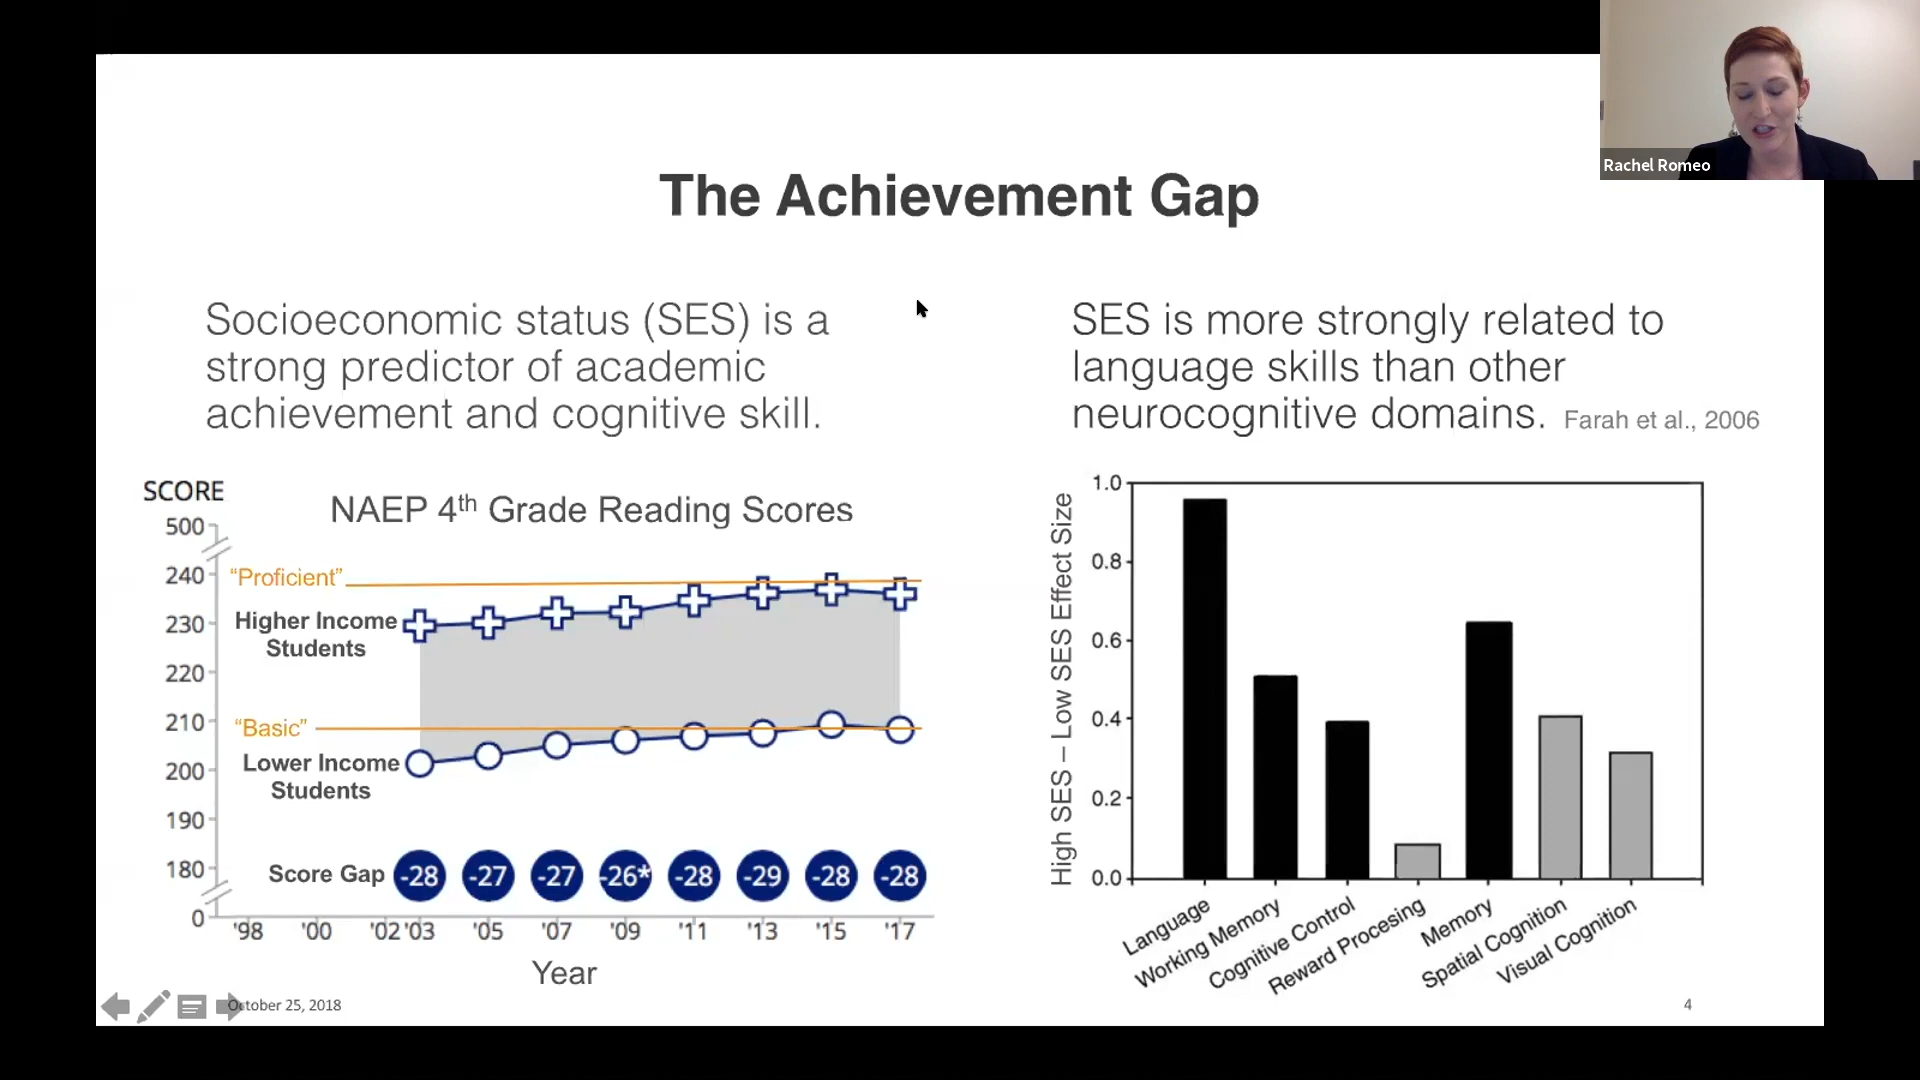 Rachel Romeo
The Achievement Gap
Socioeconomic status (SES) is a
strong predictor of academic
achievement and cognitive skill.
SES is more strongly related to
language skills than other
neurocognitive domains. Farah et al., 2006
SCORE
NAEP 4th Grade Reading Scores
500
240
230
220
210
200
190
180
0
“Proficient”
Higher Income
Students
“Basic”
Lower Income
Students
Score Gap
-28
-27
-27
-26*
-28
-29
-28
-28
'98
'00
'02
'03
'05
'07
'09
'11
'13
'15
'17
Year
High SES – Low SES Effect Size
1.0
0.8
0.6
0.4
0.2
0.0
Language
Working Memory
Cognitive Control
Reward Procesing
Memory
Spatial Cognition
Visual Cognition
October 25, 2018
4